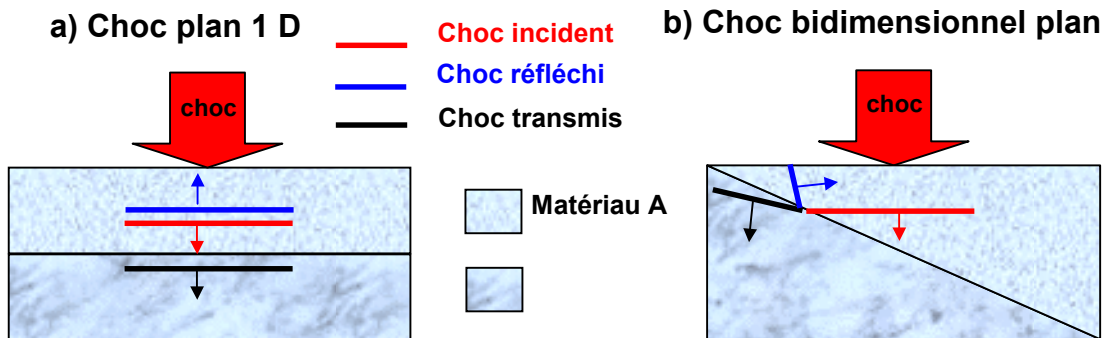 a) Choc plan 1 D
Choc incident
Choc réfléchi
Choc transmis
choc
Matériau A
b) Choc bidimensionnel plan
choc